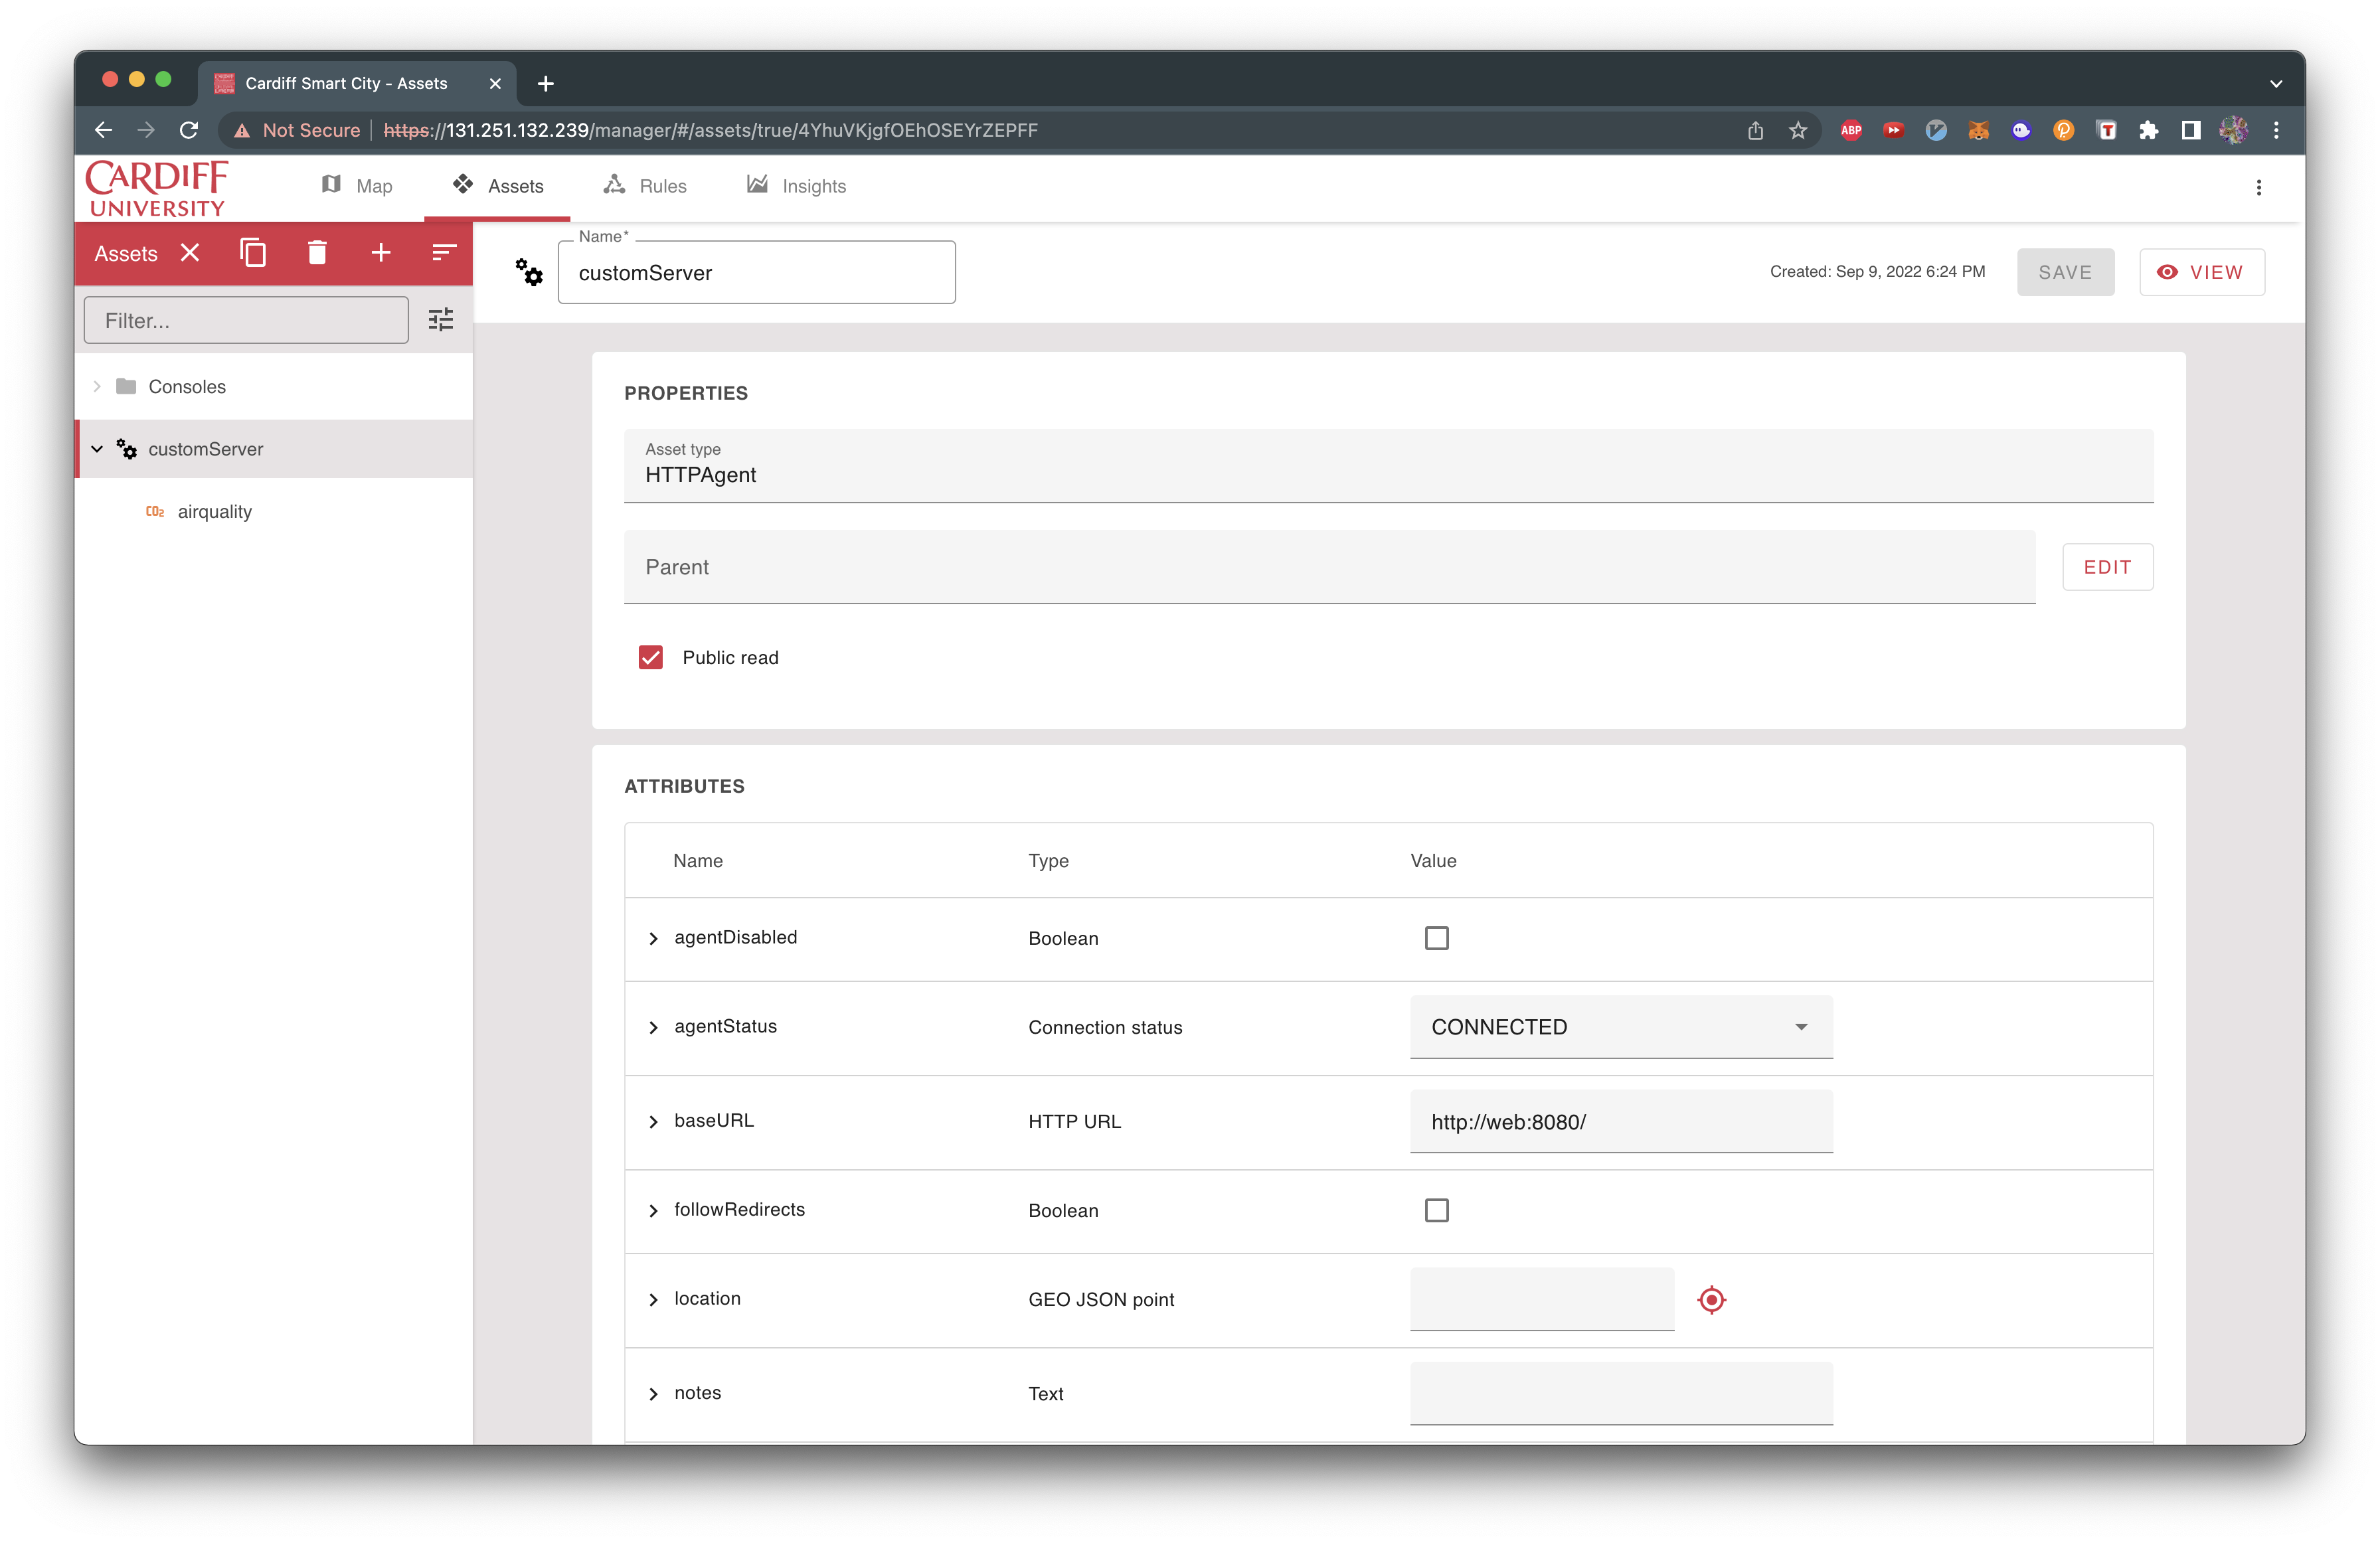 Cardiff Smart City - Assets
Not Secure https://131.251.132.239/manager/#/assets/true/4YhuVKjgfOEhOSEYrZEPFF
ABP
T
CARDIFF
UNIVERSITY
Map
Assets
Rules
Insights
Assets
Name*
customServer
Created: Sep 9, 2022 6:24 PM
SAVE
VIEW
Filter...
Consoles
customServer
CO2 airquality
PROPERTIES
Asset type
HTTPAgent
Parent
EDIT
Public read
ATTRIBUTES
Name Type Value
agentDisabled Boolean
agentStatus Connection status CONNECTED
baseURL HTTP URL http://web:8080/
followRedirects Boolean
location GEO JSON point
notes Text